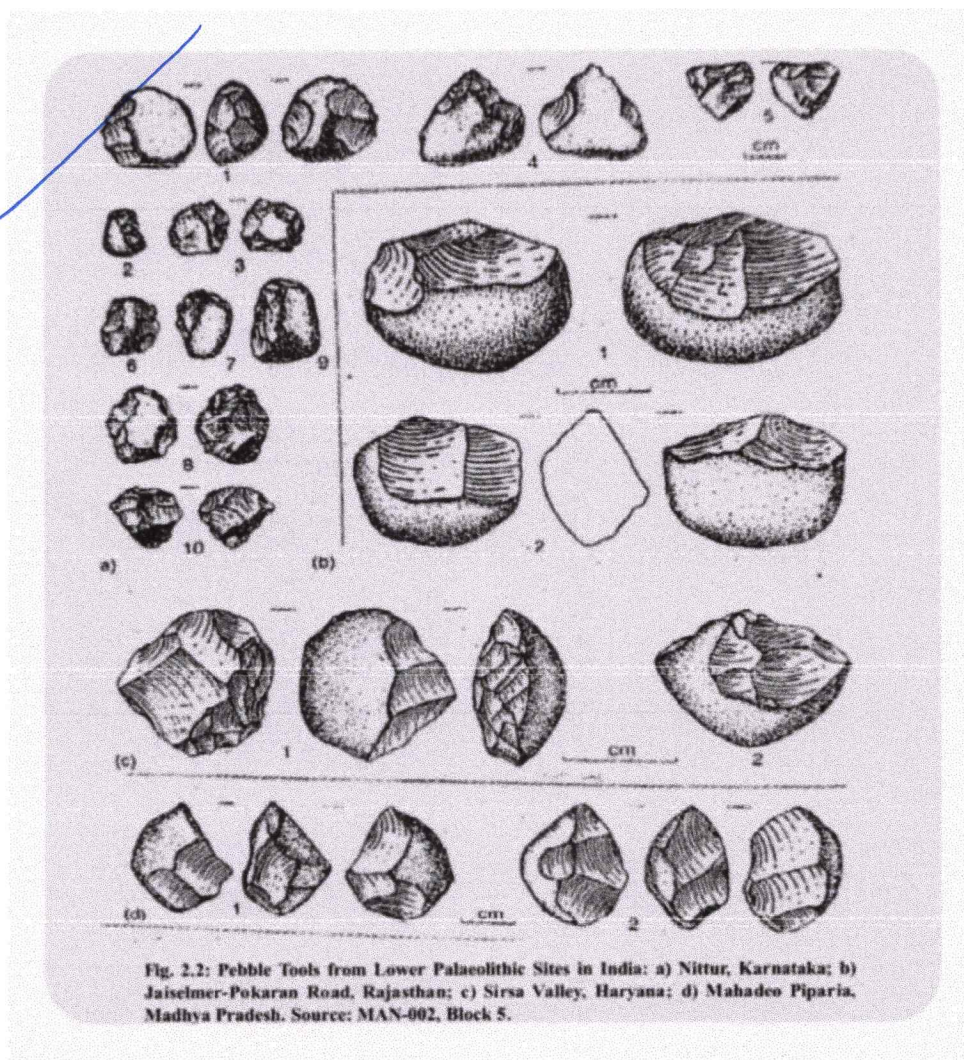 1
4
5
cm
2
3
6
7
9
1
cm
8
10
2
a)
(b)
(c)
1
cm
2
(d)
1
cm
2
Fig. 2.2: Pebble Tools from Lower Palaeolithic Sites in India: a) Nittur, Karnataka; b)
Jaiselmer-Pokaran Road, Rajasthan; c) Sirsa Valley, Haryana; d) Mahadeo Piparia,
Madhya Pradesh. Source: MAN-002, Block 5.